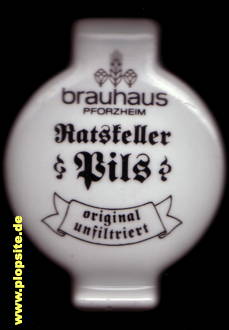 brauhaus
PFORZHEIM
Ratskeller
Pils
original
unfiltriert
www.plopsite.de